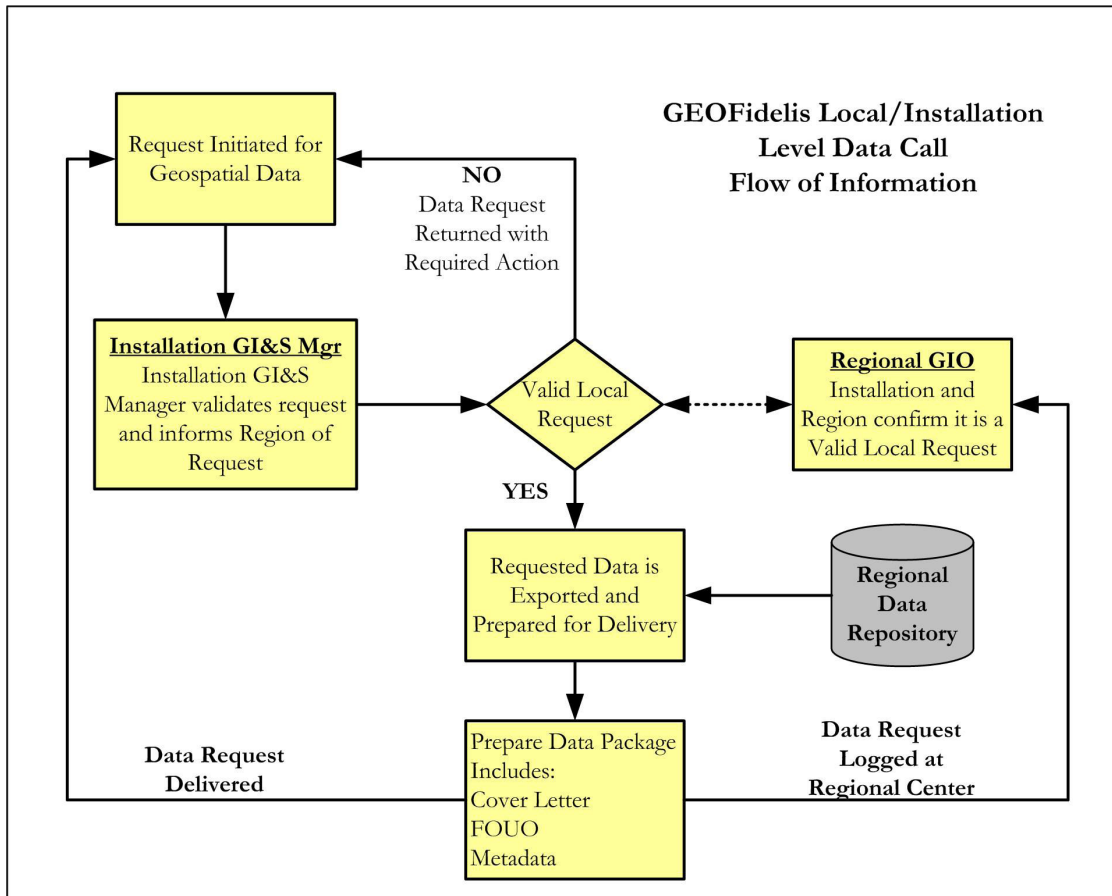 GEOFidelis Local/Installation
Level Data Call
Flow of Information
Request Initiated for
Geospatial Data
NO
Data Request
Returned with
Required Action
Installation GI&S Mgr
Installation GI&S
Manager validates request
and informs Region of
Request
Valid Local
Request
Regional GIO
Installation and
Region confirm it is a
Valid Local Request
YES
Requested Data is
Exported and
Prepared for Delivery
Regional
Data
Repository
Data Request
Delivered
Prepare Data Package
Includes:
Cover Letter
FOUO
Metadata
Data Request
Logged at
Regional Center